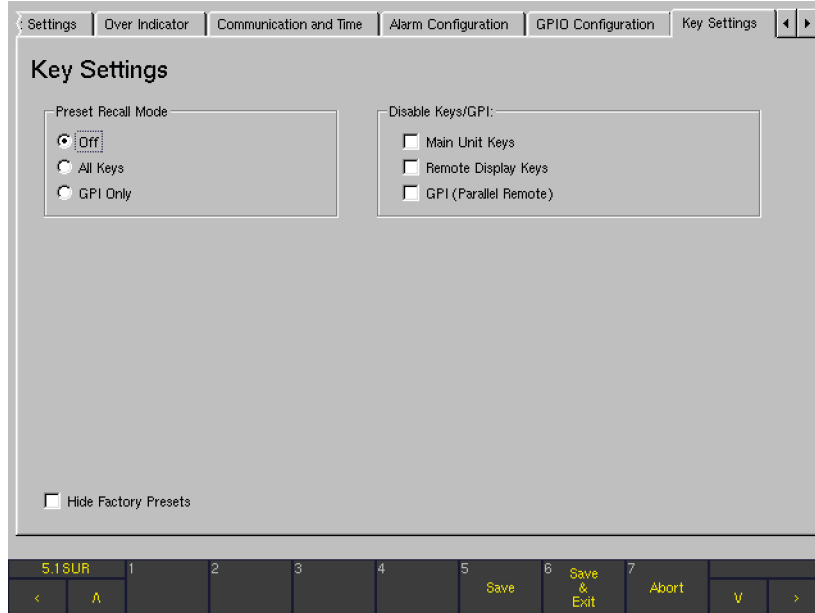 : Settings
Over Indicator
Communication and Time
Alarm Configuration
GPIO Configuration
Key Settings
Key Settings
Preset Recall Mode
Off
All Keys
GPI Only
Disable Keys/GPI:
Main Unit Keys
Remote Display Keys
GPI (Parallel Remote)
Hide Factory Presets
5.1SUR
1
2
3
4
5
Save
6
Save
&
Exit
7
Abort
<
Λ
V
>